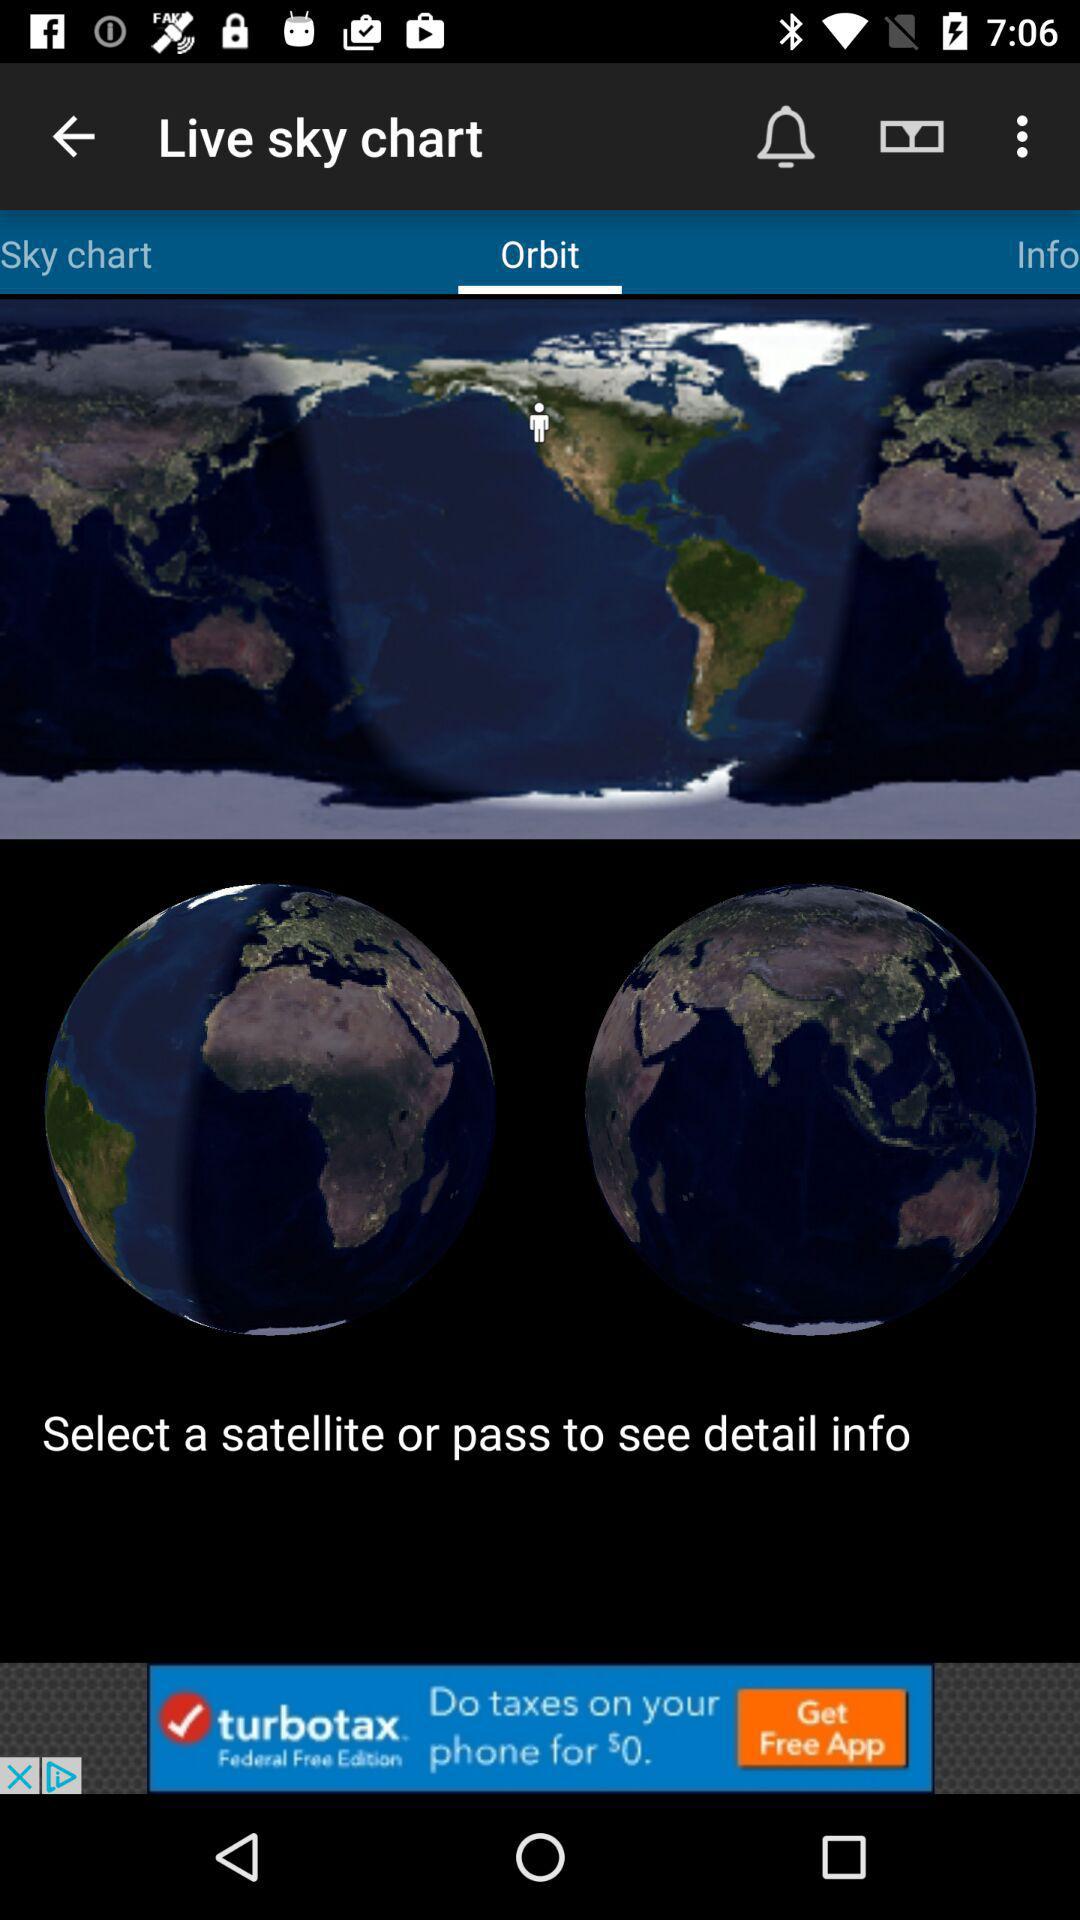 FAKE
7:06
Live sky chart
Sky chart
Orbit
Info
Select a satellite or pass to see detail info
turbotax
Federal Free Edition
Do taxes on your
phone for $0.
Get
Free App